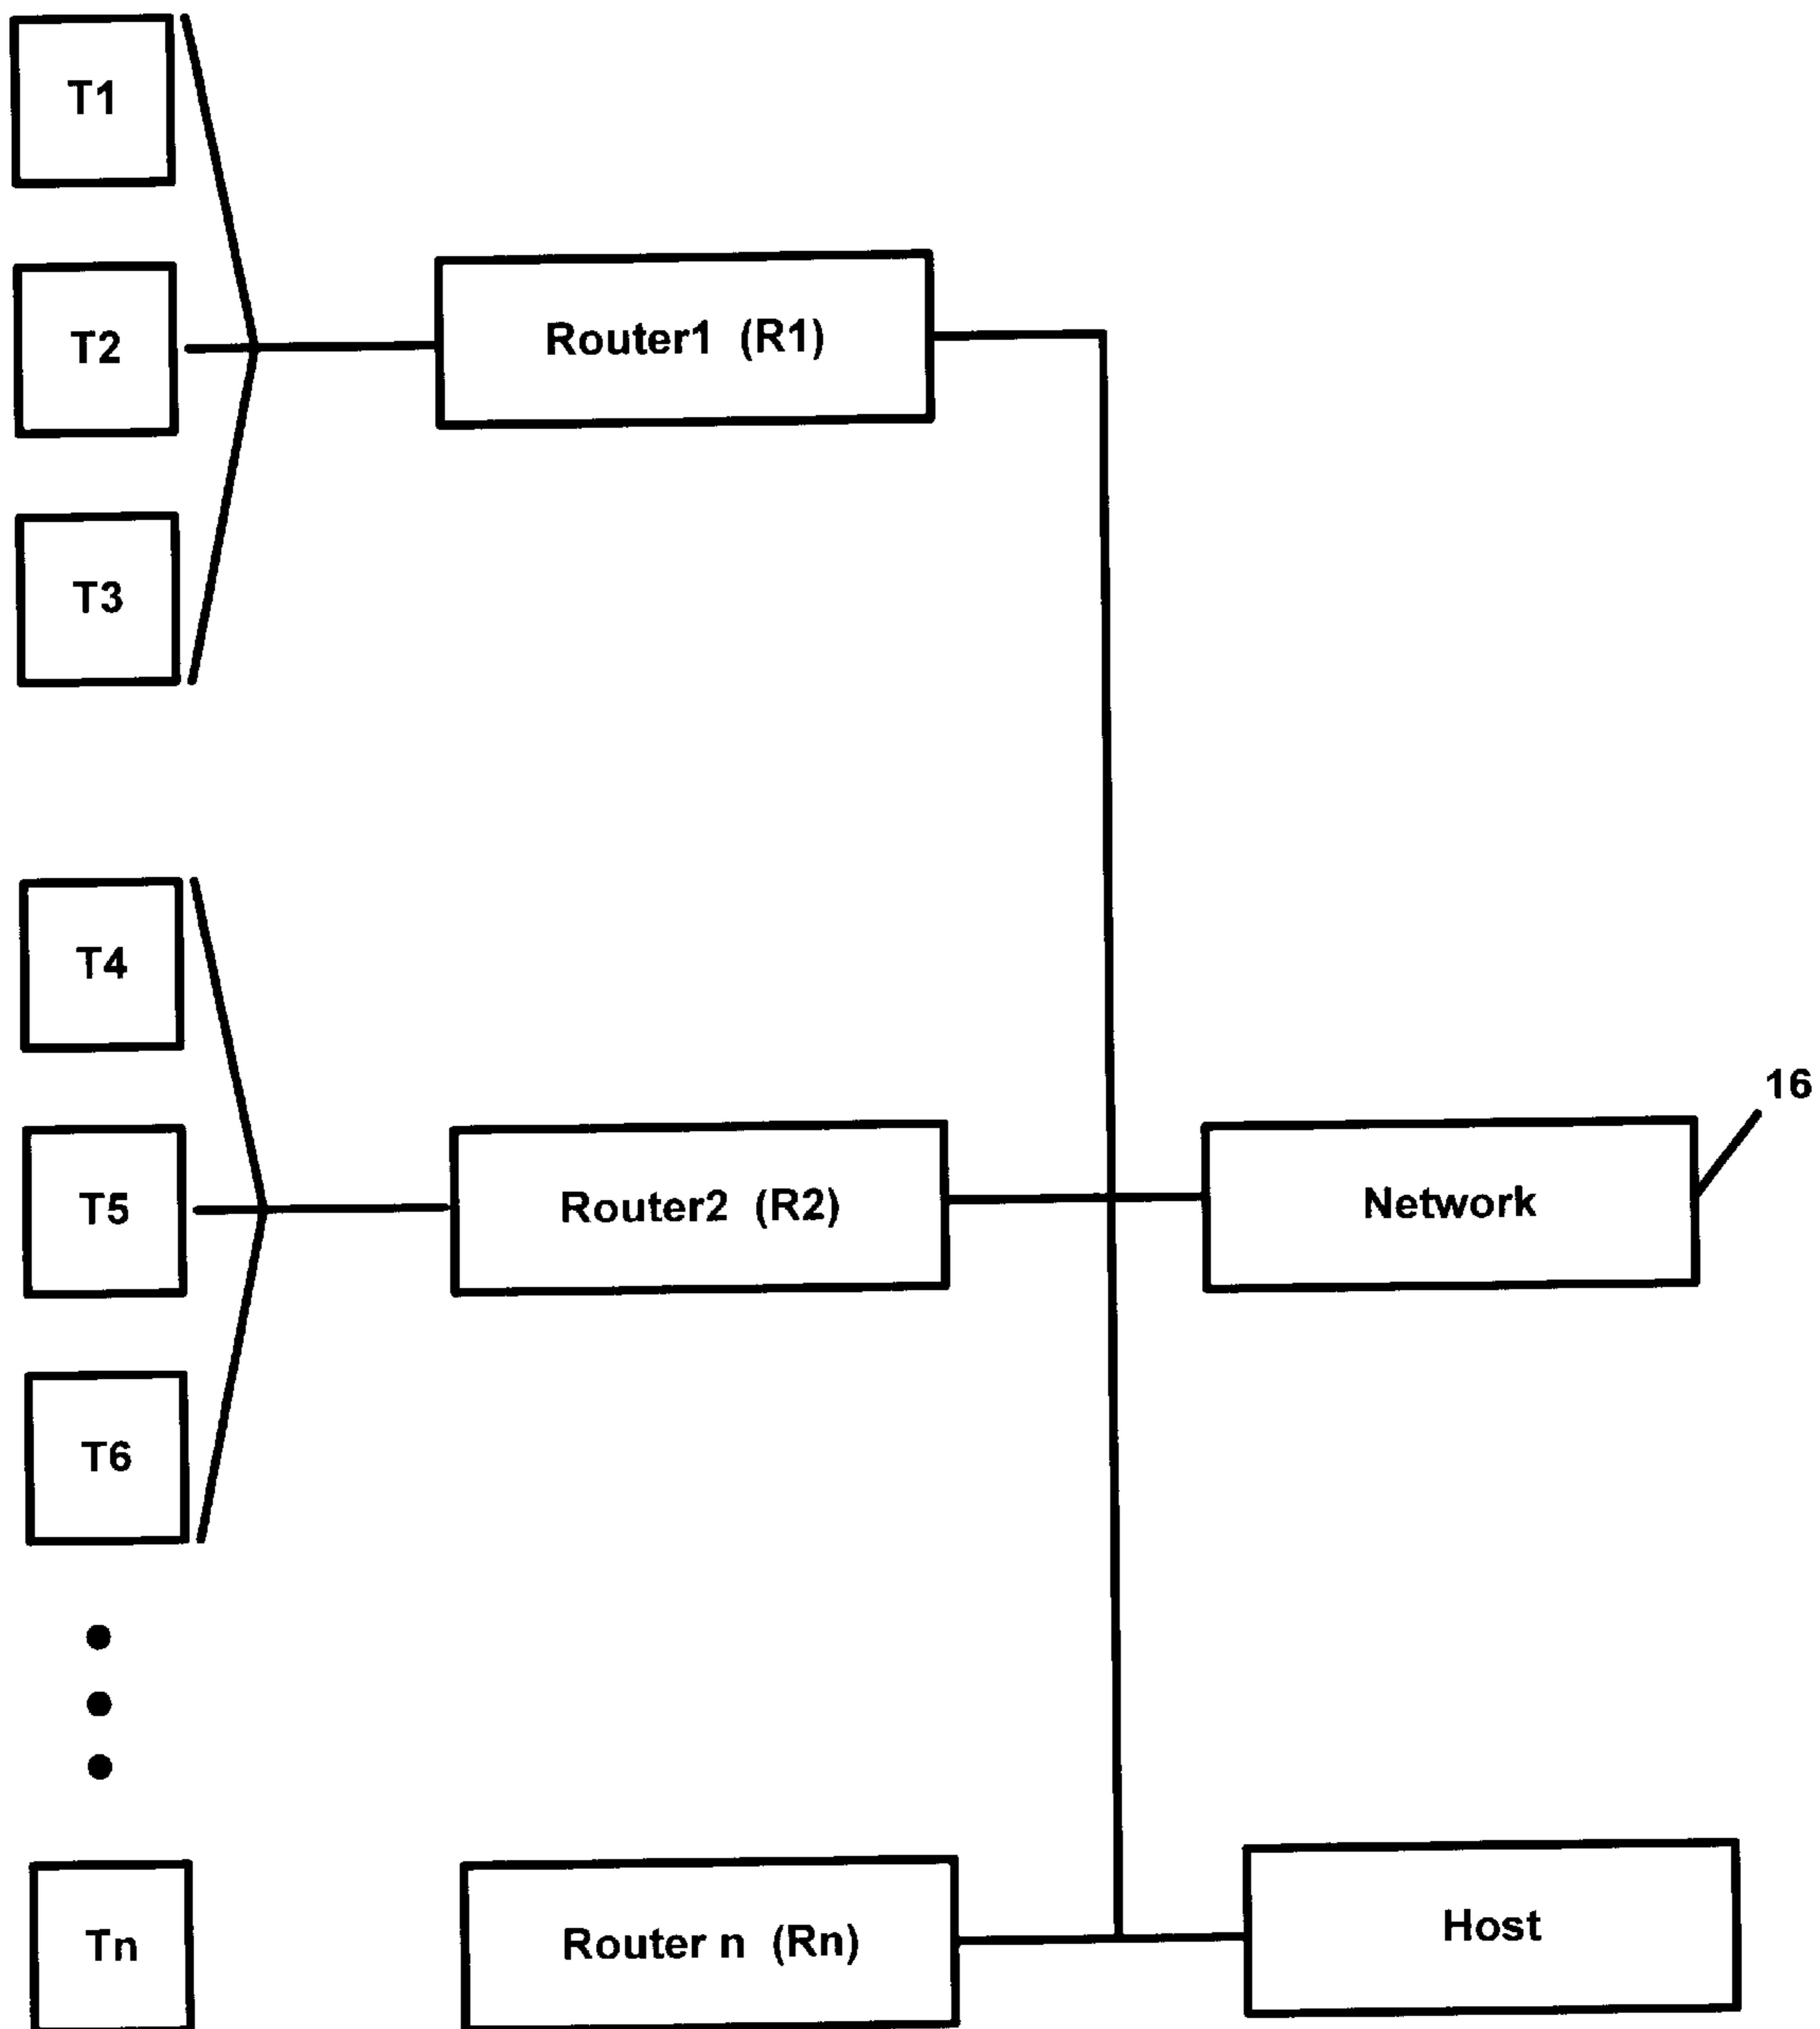 T1
T2
Router1 (R1)
T3
T4
16
T5
Router2 (R2)
Network
T6
Tn
Router n (Rn)
Host